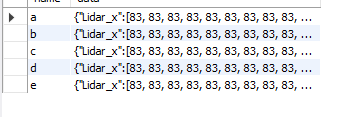 a {"Lidar_x":[83, 83, 83, 83, 83, 83, 83, 83, ...
b {"Lidar_x":[83, 83, 83, 83, 83, 83, 83, 83, ...
c {"Lidar_x":[83, 83, 83, 83, 83, 83, 83, 83, ...
d {"Lidar_x":[83, 83, 83, 83, 83, 83, 83, 83, ...
e {"Lidar_x":[83, 83, 83, 83, 83, 83, 83, 83, ...